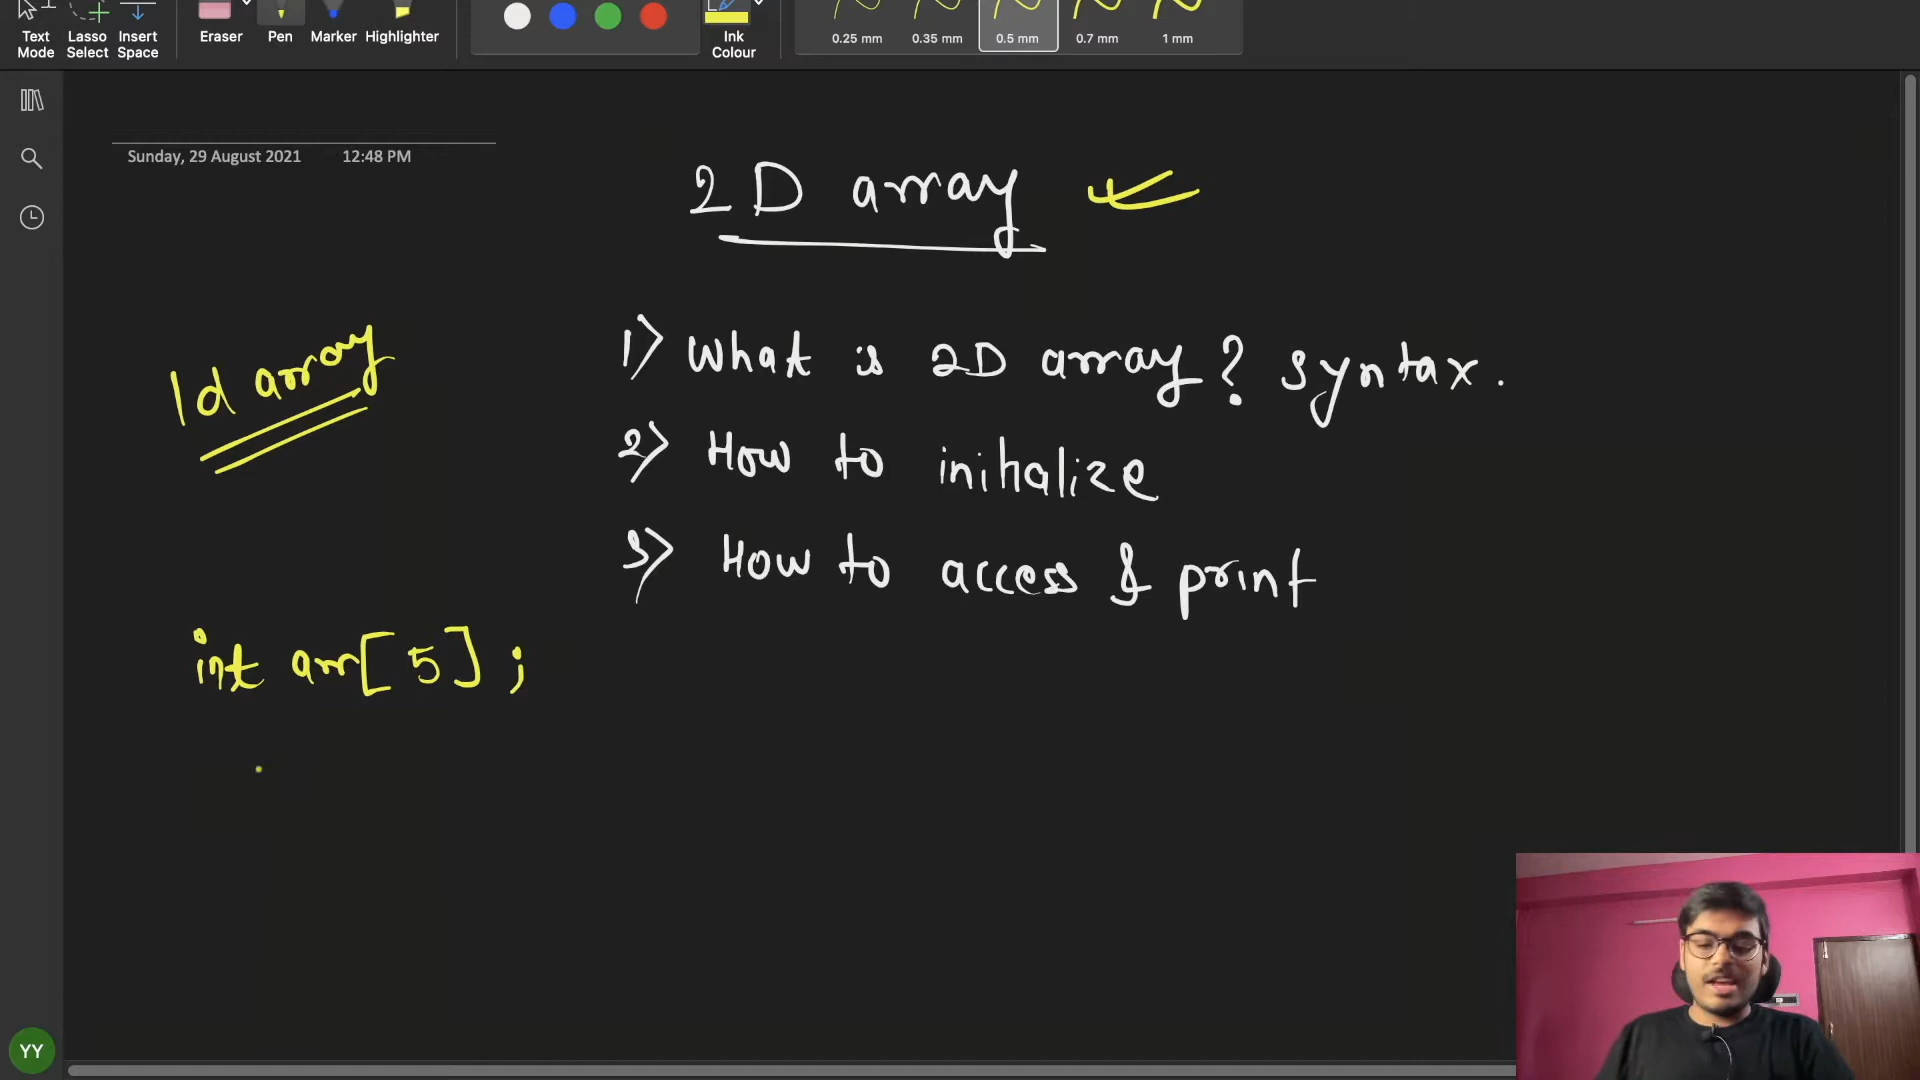 Text Mode
Lasso Select
Insert Space
Eraser
Pen
Marker
Highlighter
Ink Colour
0.25 mm
0.35 mm
0.5 mm
0.7 mm
1 mm
Sunday, 29 August 2021 12:48 PM
2D array
1d array
1) What is 2D array? syntax.
2) How to initialize
3) How to access & print
int arr[5];
YY